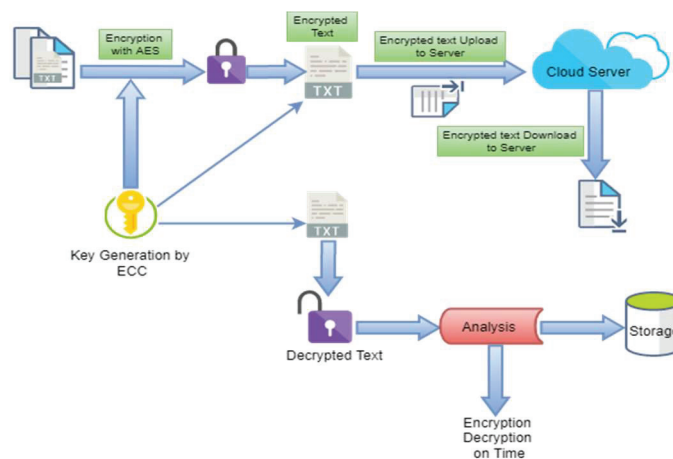 Encryption
with AES
Encrypted
Text
Encrypted text Upload
to Server
Cloud Server
TXT
TXT
Encrypted text Download
to Server
Key Generation by
ECC
TXT
Decrypted Text
Analysis
Storage
Encryption
Decryption
on Time